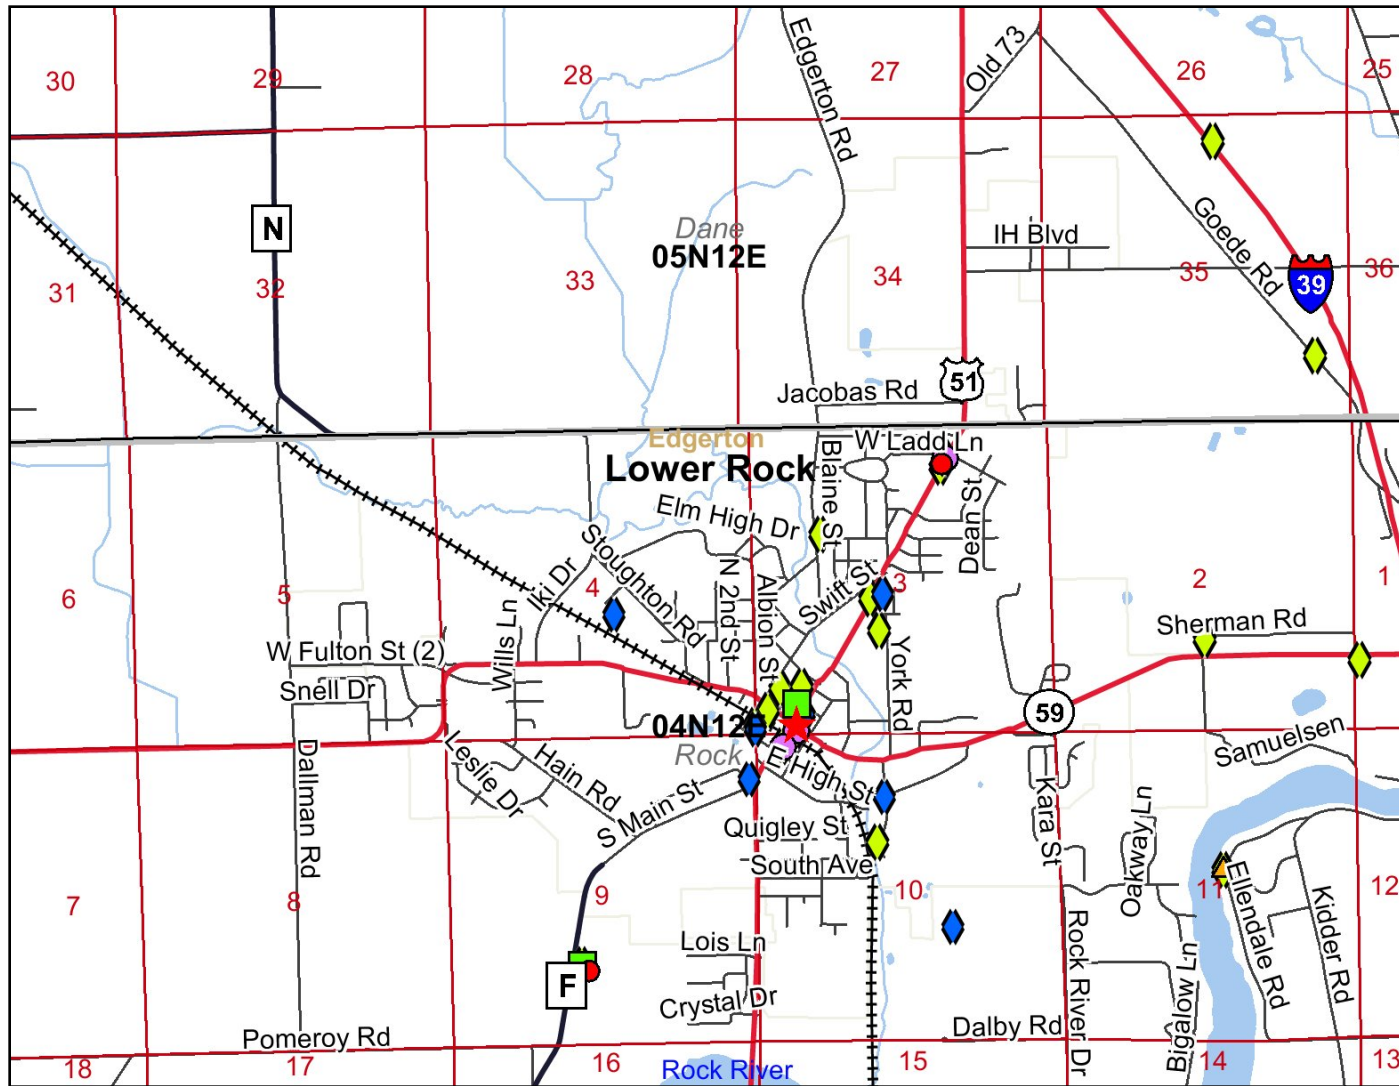 30
29
28
27
26
25
Edgerton Rd
Old 73
N
Dane
05N12E
IH Blvd
Goede Rd
31
32
33
34
35
36
39
51
Jacobas Rd
Edgerton
W Ladd Ln
Lower Rock
Blaine St
Elm High Dr
Dean St
Stoughton Rd
Iki Dr
N 2nd St
Albion St
Swift St
6
5
4
3
2
1
W Fulton St (2)
Wills Ln
Snell Dr
York Rd
Sherman Rd
59
04N12E
Rock
Samuelsen
Dallman Rd
Leslie Dr
Hain Rd
S Main St
E High St
Kara St
Oakway Ln
Quigley St
South Ave
7
8
9
10
11
12
Ellendale Rd
Kidder Rd
Rock River Dr
Bigalow Ln
Lois Ln
F
Crystal Dr
Pomeroy Rd
Dalby Rd
18
17
16
Rock River
15
14
13